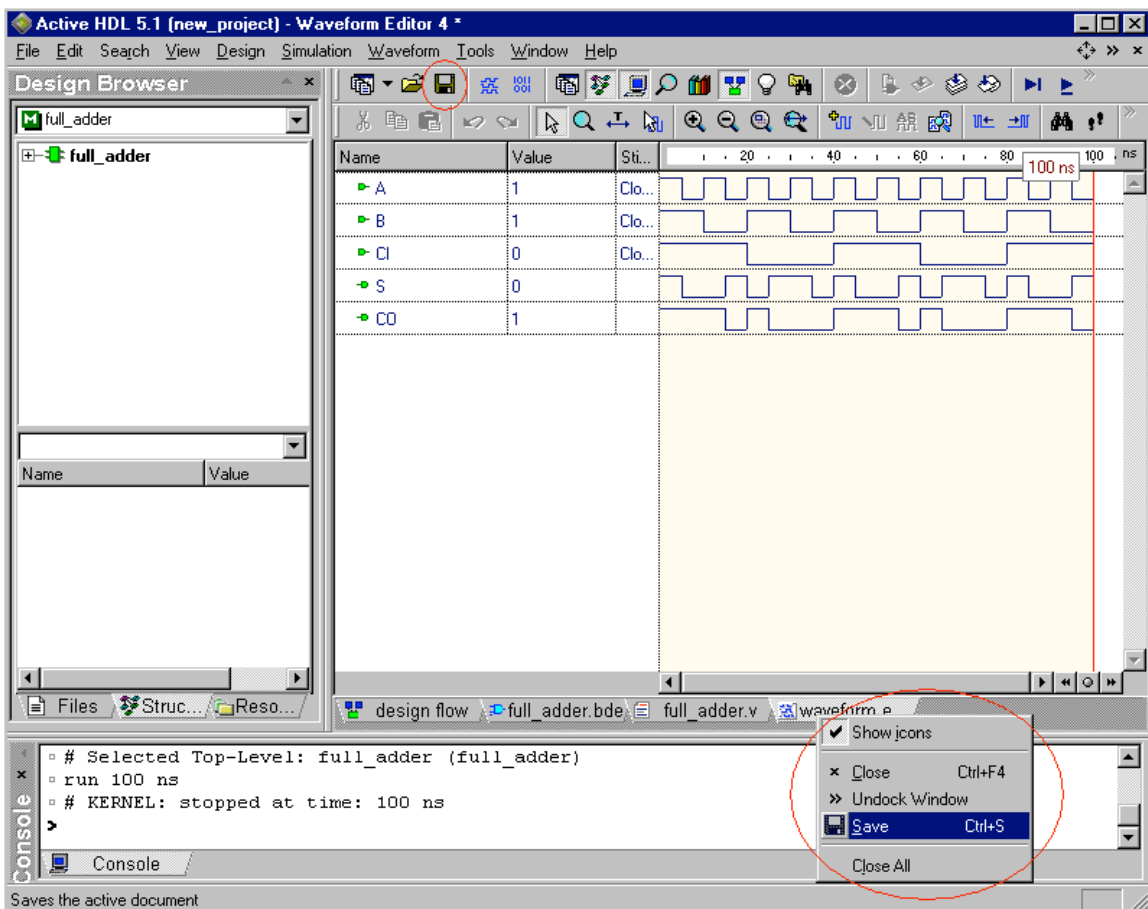 Active HDL 5.1 (new_project) - Waveform Editor 4 *
File Edit Search View Design Simulation Waveform Tools Window Help
Design Browser
full_adder
full_adder
Name Value
Files Struc... Reso...
Name Value Sti... 20 40 60 80 100 ns
100 ns
A 1 Clo...
B 1 Clo...
CI 0 Clo...
S 0
CO 1
design flow full_adder.bde full_adder.v waveform e
Show icons
Close Ctrl+F4
Undock Window
Save Ctrl+S
Close All
# Selected Top-Level: full_adder (full_adder)
run 100 ns
# KERNEL: stopped at time: 100 ns
>
Console
Console
Saves the active document